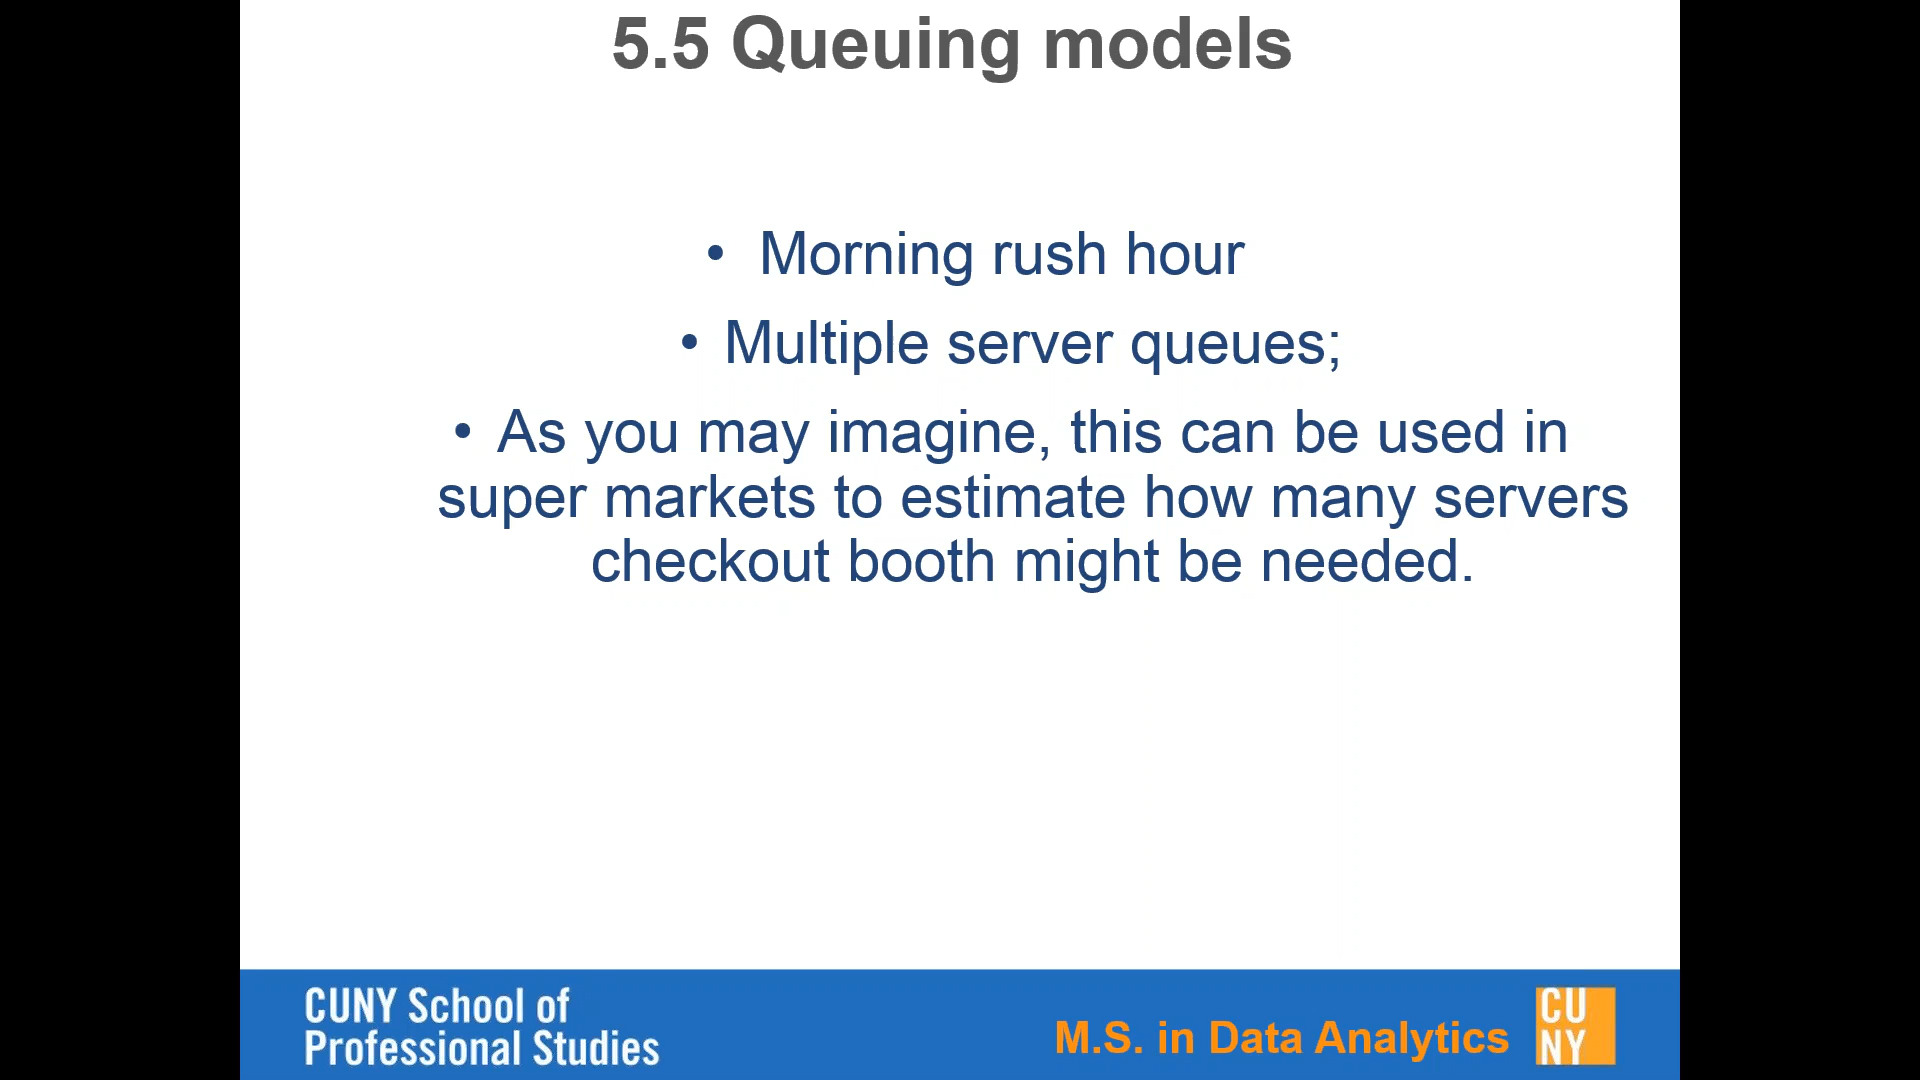 5.5 Queuing models
• Morning rush hour
• Multiple server queues;
• As you may imagine, this can be used in
super markets to estimate how many servers
checkout booth might be needed.
CUNY School of
Professional Studies
M.S. in Data Analytics
CU
NY